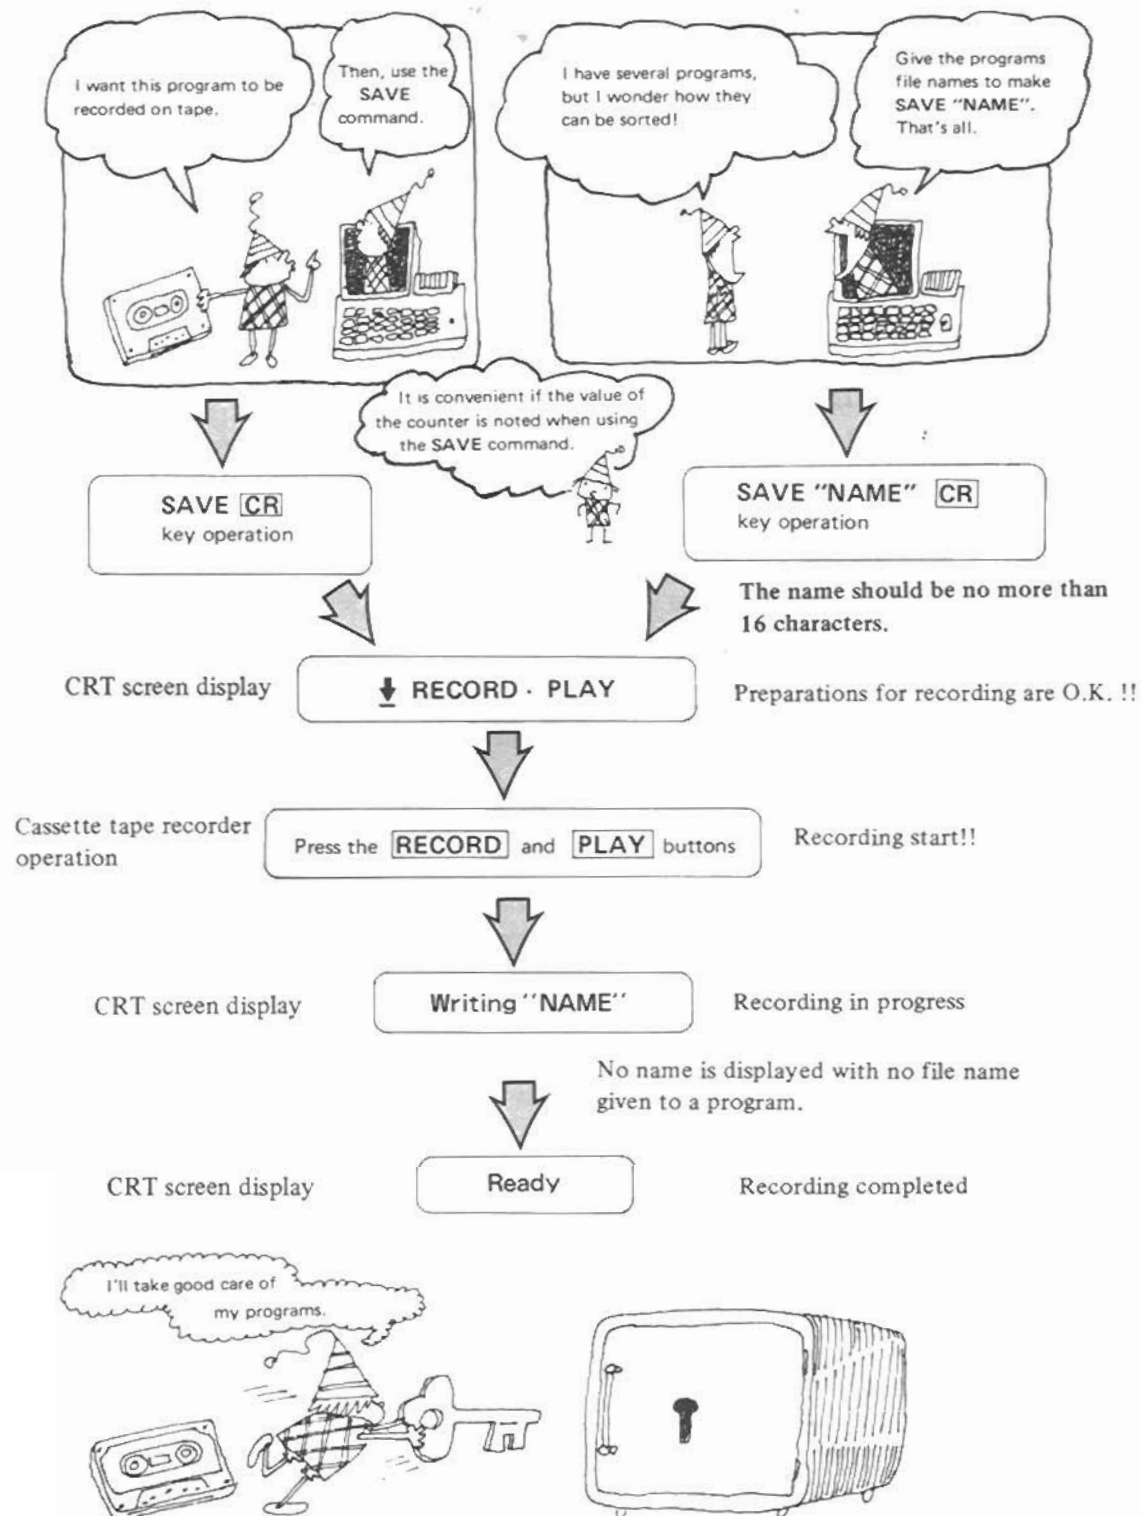 I want this program to be
recorded on tape.
Then, use the
SAVE
command.
I have several programs,
but I wonder how they
can be sorted!
Give the programs
file names to make
SAVE "NAME".
That's all.
It is convenient if the value of
the counter is noted when using
the SAVE command.
SAVE CR
key operation
SAVE "NAME" CR
key operation
The name should be no more than
16 characters.
CRT screen display
RECORD · PLAY
Preparations for recording are O.K. !!
Cassette tape recorder
operation
Press the RECORD and PLAY buttons
Recording start!!
CRT screen display
Writing "NAME"
Recording in progress
No name is displayed with no file name
given to a program.
CRT screen display
Ready
Recording completed
I'll take good care of
my programs.